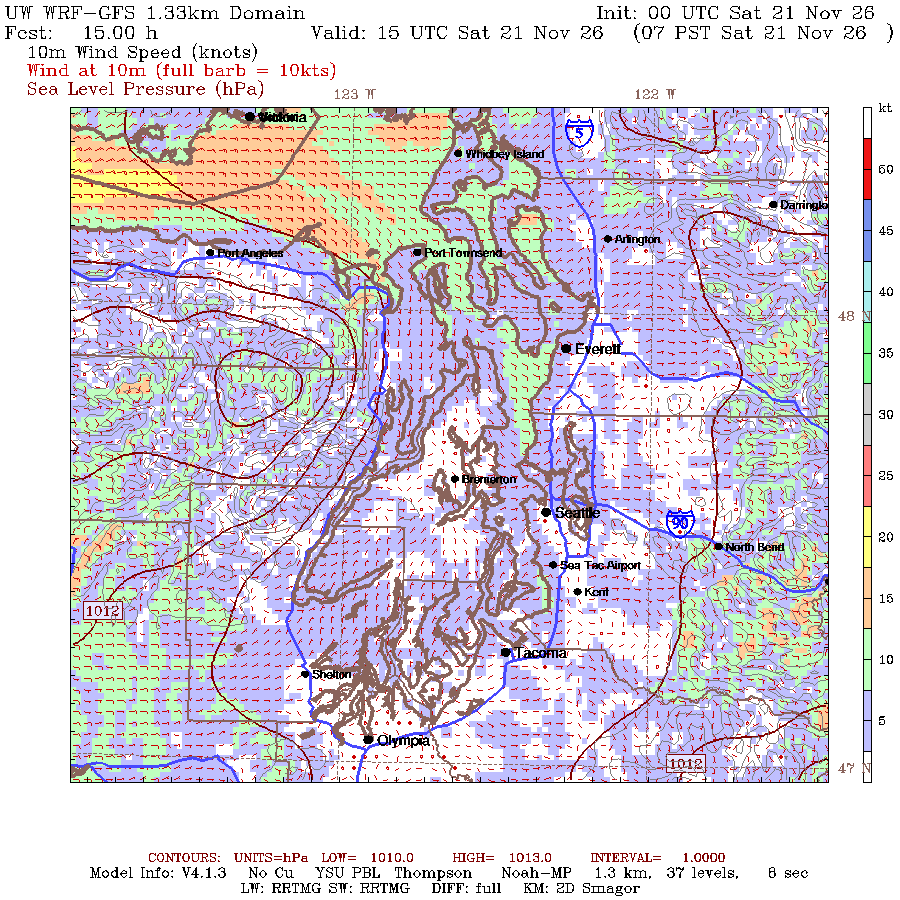 UW WRF-GFS 1.33km Domain Init: 00 UTC Sat 21 Nov 26
Fcst: 15.00 h Valid: 15 UTC Sat 21 Nov 26 (07 PST Sat 21 Nov 26 )
10m Wind Speed (knots)
Wind at 10m (full barb = 10kts)
Sea Level Pressure (hPa)
123 W 122 W
kt
Victoria
5
60
Whidbey Island
50
Darringto
45
Arlington
Port Angeles
Port Townsend
40
48 N
Everett
35
30
Bremerton
25
Seattle
90
20
North Bend
Sea Tac Airport
Kent
15
1012
Tacoma
10
Shelton
5
Olympia
1012
47 N
CONTOURS: UNITS=hPa LOW= 1010.0 HIGH= 1013.0 INTERVAL= 1.0000
Model Info: V4.1.3 No Cu YSU PBL Thompson Noah-MP 1.3 km, 37 levels, 8 sec
LW: RRTMG SW: RRTMG DIFF: full KM: 2D Smagor